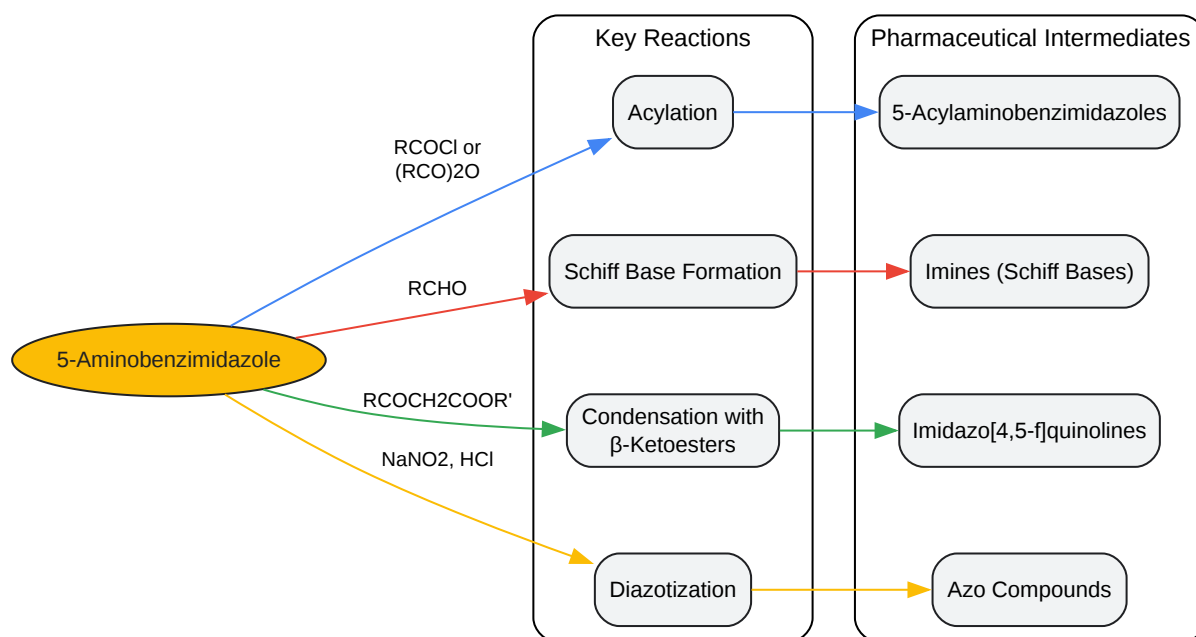 Key Reactions
Pharmaceutical Intermediates
Acylation
5-Acylaminobenzimidazoles
RCOCl or
(RCO)2O
Schiff Base Formation
Imines (Schiff Bases)
RCHO
5-Aminobenzimidazole
RCOCH2COOR'
Condensation with
β-Ketoesters
Imidazo[4,5-f]quinolines
NaNO2, HCl
Diazotization
Azo Compounds